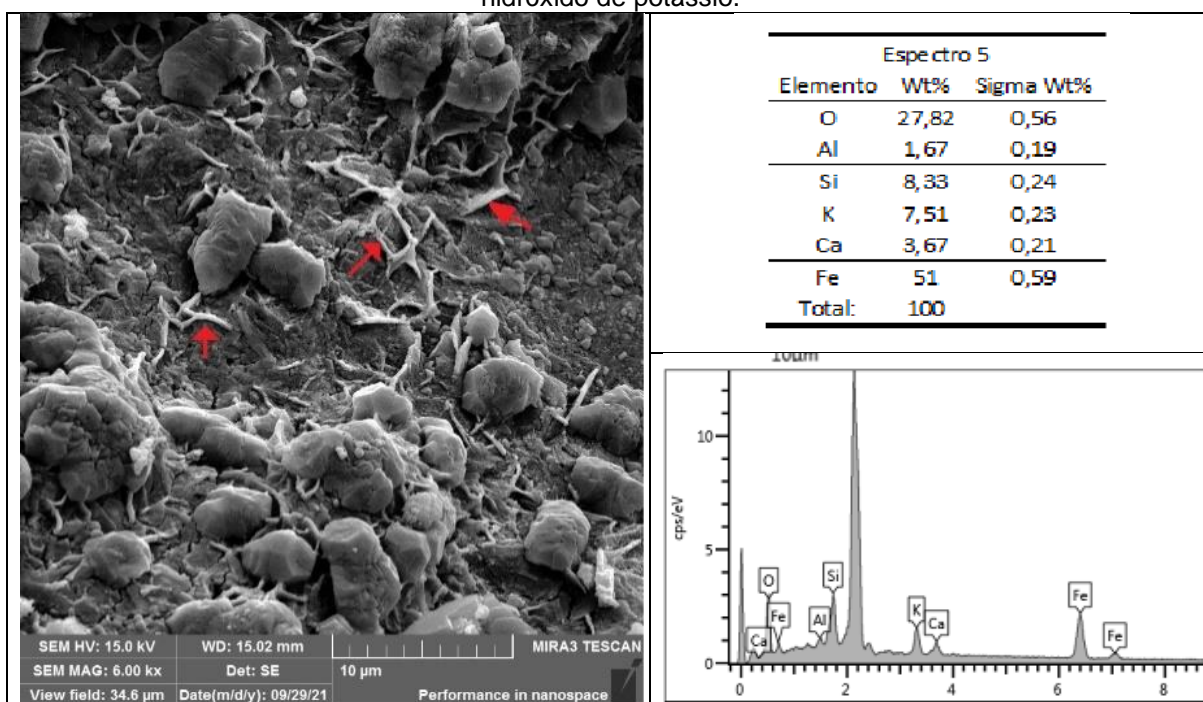 hidróxido de potássio.
SEM HV: 15.0 kV WD: 15.02 mm MIRA3 TESCAN
SEM MAG: 6.00 kx Det: SE 10 µm
View field: 34.6 µm Date(m/d/y): 09/29/21 Performance in nanospace
Espectro 5
Elemento Wt% Sigma Wt%
O 27,82 0,56
Al 1,67 0,19
Si 8,33 0,24
K 7,51 0,23
Ca 3,67 0,21
Fe 51 0,59
Total: 100
10µm
cps/eV
10
5
0
Ca O Fe Al Si K Ca Fe Fe
0 2 4 6 8